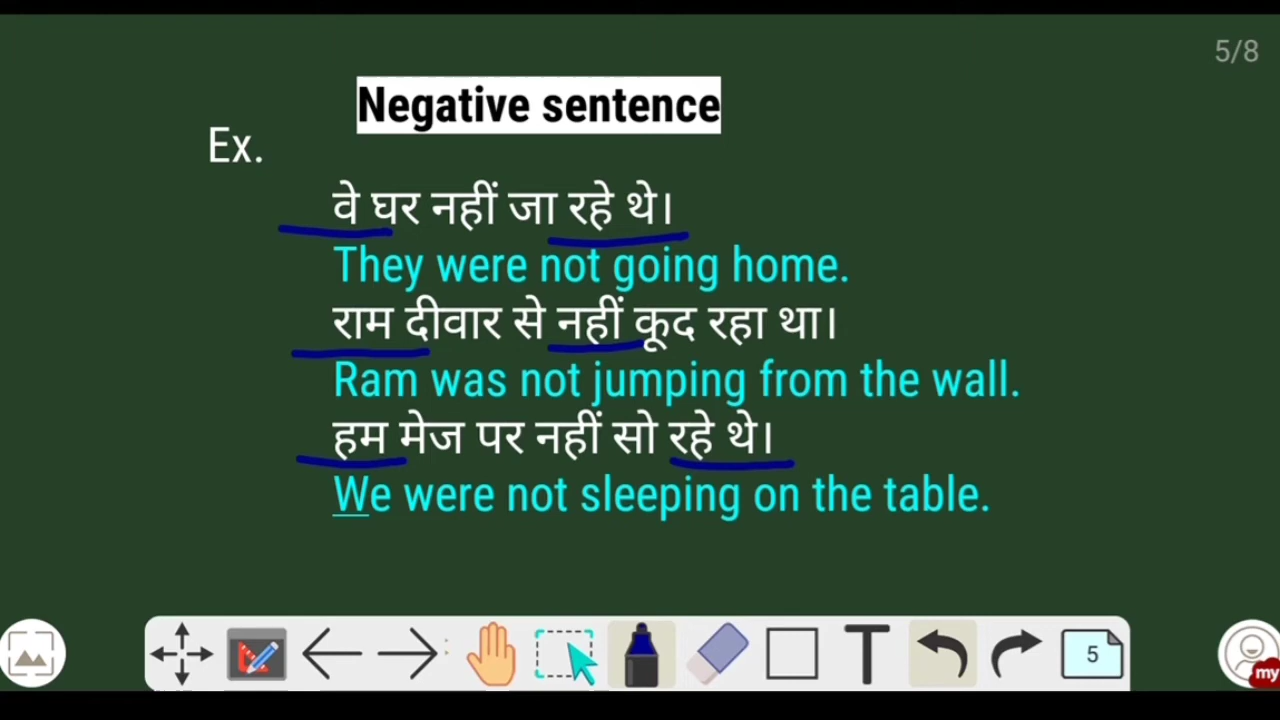 5/8
Negative sentence
Ex.
वे घर नहीं जा रहे थे।
They were not going home.
राम दीवार से नहीं कूद रहा था।
Ram was not jumping from the wall.
हम मेज पर नहीं सो रहे थे।
We were not sleeping on the table.
T
5
my